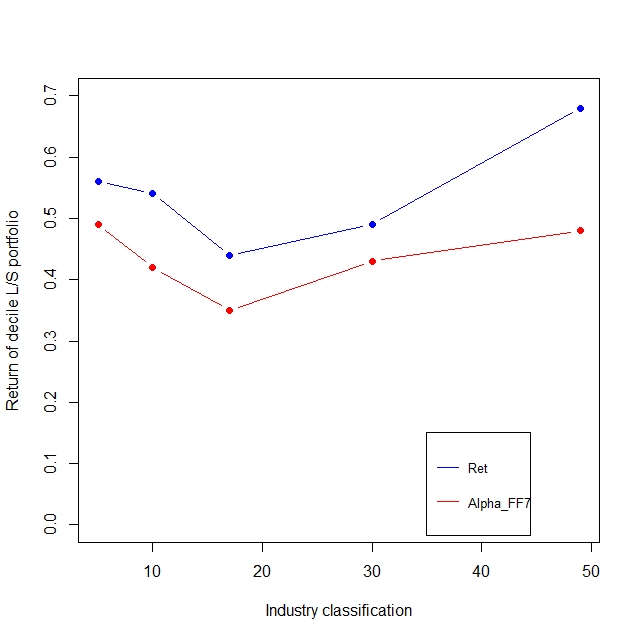 Return of decile L/S portfolio
0.7
0.6
0.5
0.4
0.3
0.2
0.1
0.0
Ret
Alpha_FF7
10 20 30 40 50
Industry classification